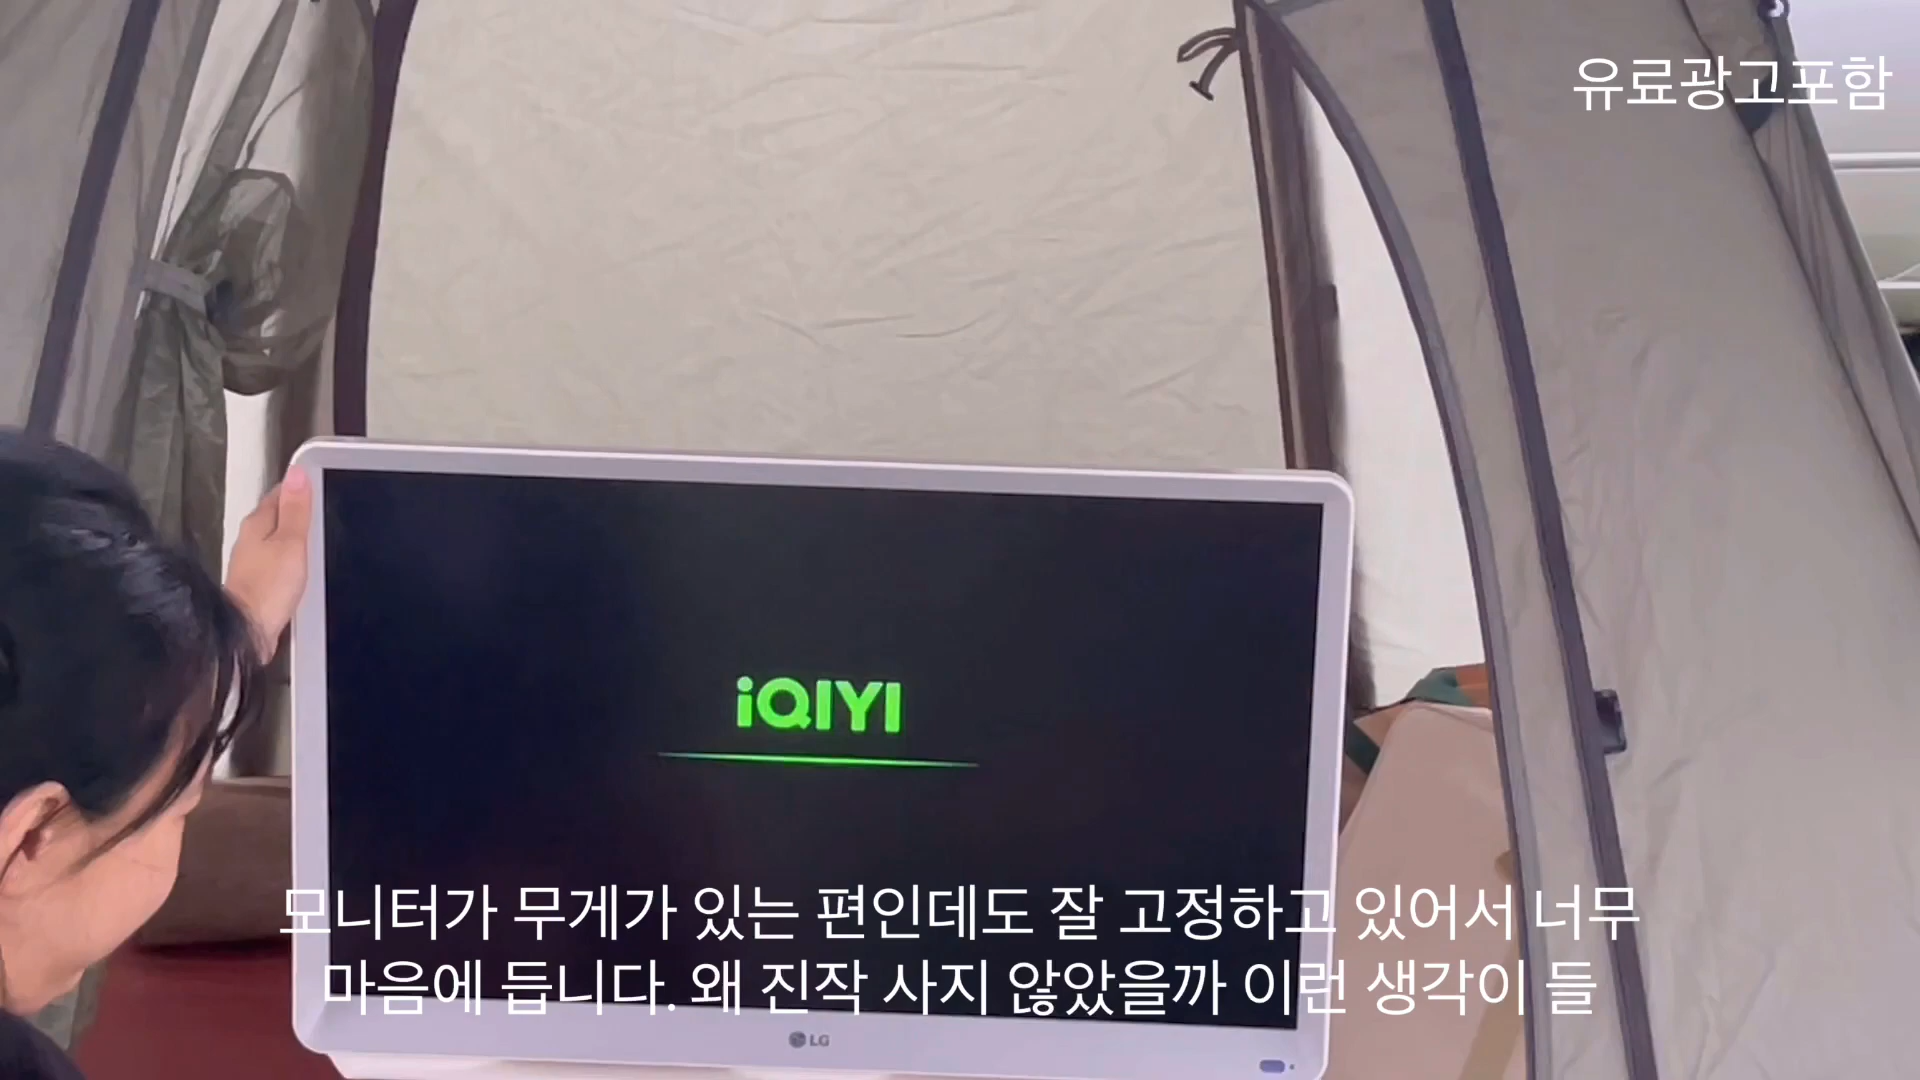 유료광고포함
iQIYI
모니터가 무게가 있는 편인데도 잘 고정하고 있어서 너무
마음에 듭니다. 왜 진작 사지 않았을까 이런 생각이 들
LG